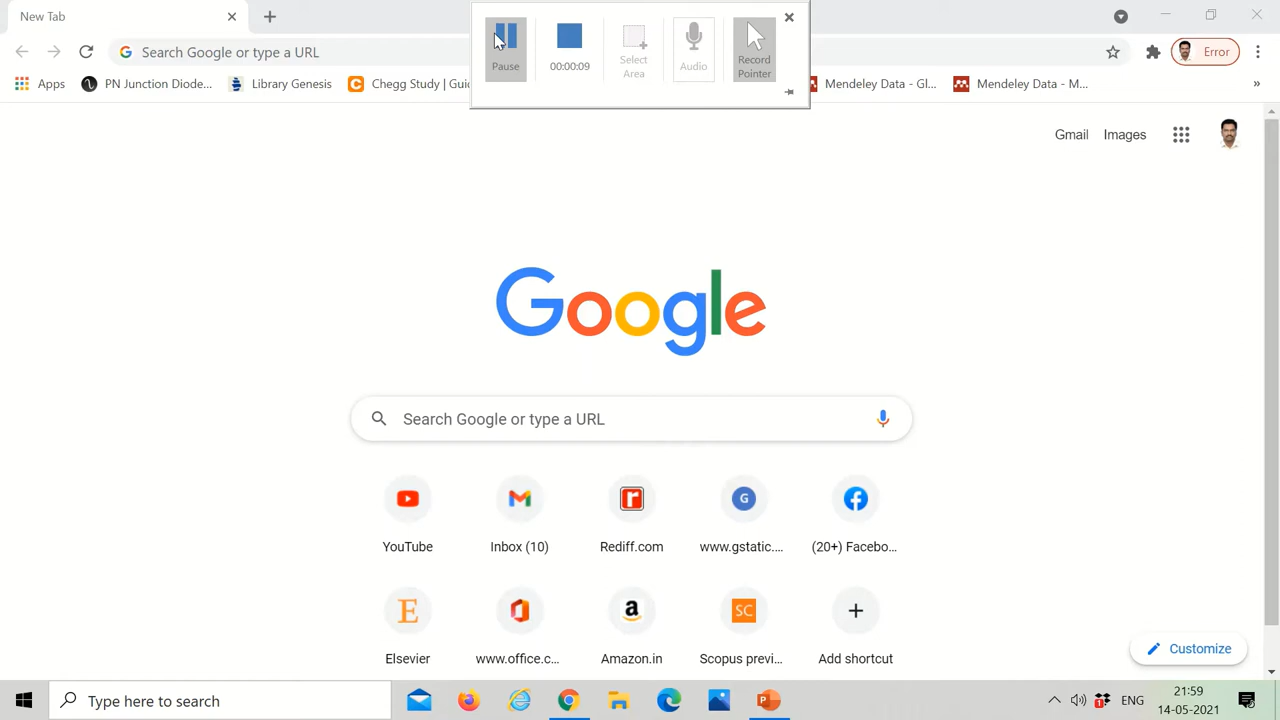 New Tab
Pause
00:00:09
Select
Area
Audio
Record
Pointer
Search Google or type a URL
Error
Apps
PN Junction Diode...
Library Genesis
Chegg Study | Guid
Mendeley Data - Gl...
Mendeley Data - M...
»
Gmail
Images
Google
Search Google or type a URL
G
YouTube
Inbox (10)
Rediff.com
www.gstatic....
(20+) Facebo...
E
SC
Elsevier
www.office.c...
Amazon.in
Scopus previ...
Add shortcut
Customize
Type here to search
ENG
21:59
14-05-2021